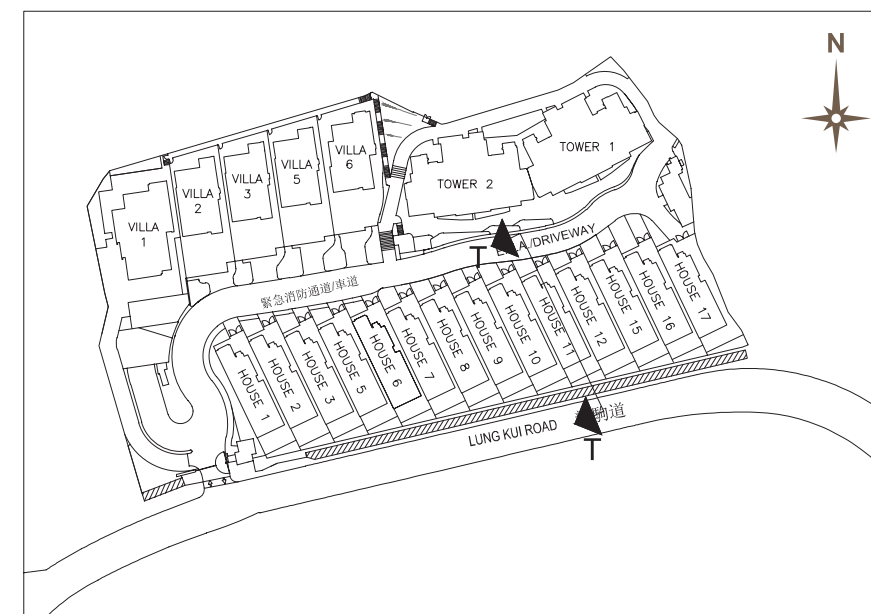 N
VILLA
1
VILLA
2
VILLA
3
VILLA
5
VILLA
6
TOWER 2
TOWER 1
T
/DRIVEWAY
緊急消防通道/車道
HOUSE 1
HOUSE 2
HOUSE 3
HOUSE 5
HOUSE 6
HOUSE 7
HOUSE 8
HOUSE 9
HOUSE 10
HOUSE 11
HOUSE 12
HOUSE 15
HOUSE 16
HOUSE 17
LUNG KUI ROAD
駒道
T